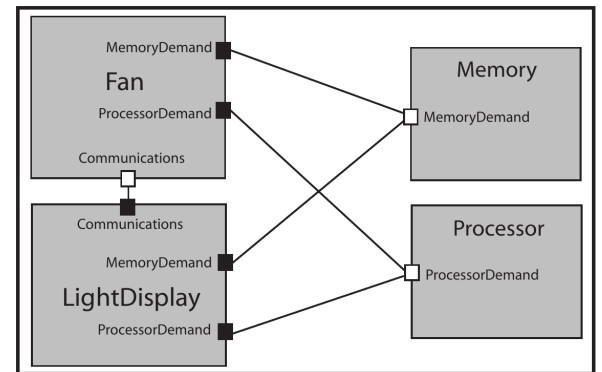 MemoryDemand
Fan
ProcessorDemand
Communications
Communications
MemoryDemand
LightDisplay
ProcessorDemand
Memory
MemoryDemand
Processor
ProcessorDemand